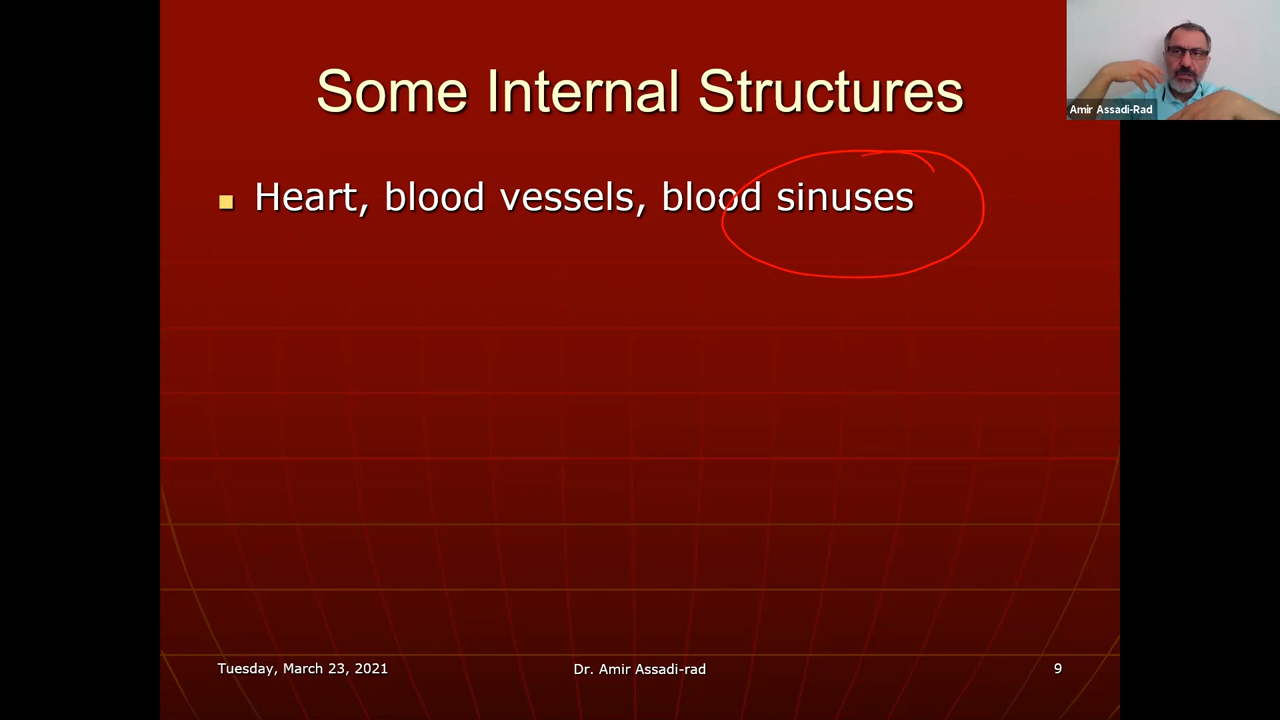 Some Internal Structures
Amir Assadi-Rad
Heart, blood vessels, blood sinuses
Tuesday, March 23, 2021
Dr. Amir Assadi-rad
9